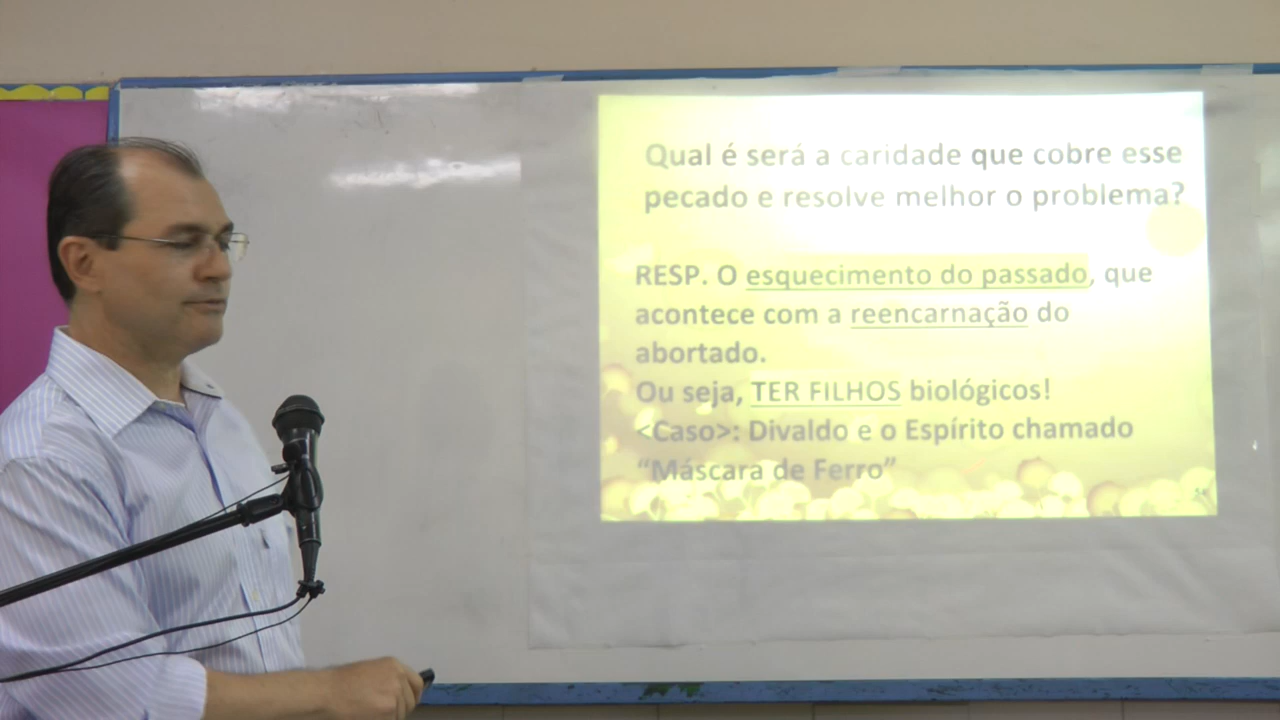 Qual é será a caridade que cobre esse
pecado e resolve melhor o problema?
RESP. O esquecimento do passado, que
acontece com a reencarnação do
abortado.
Ou seja, TER FILHOS biológicos!
<Caso>: Divaldo e o Espírito chamado
“Máscara de Ferro”